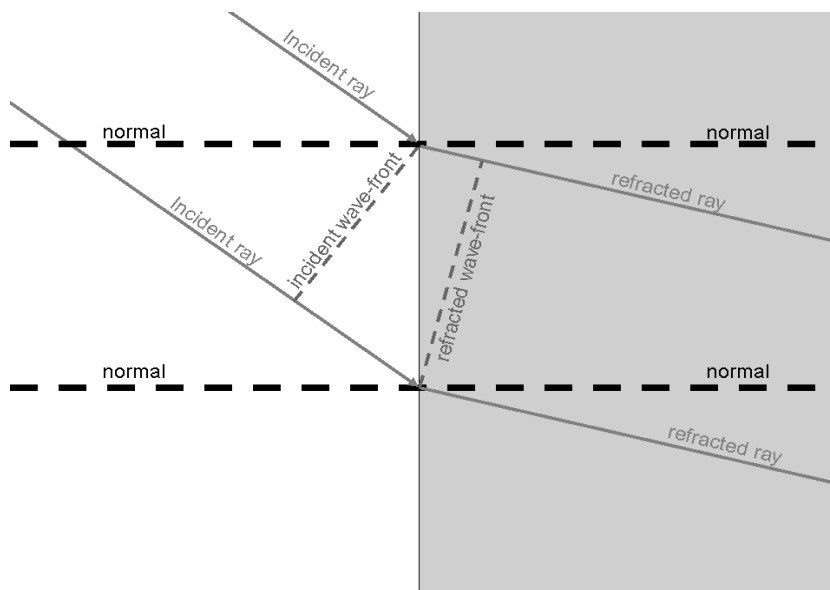 Incident ray
normal
normal
incident wave-front
refracted ray
Incident ray
refracted wave-front
normal
normal
refracted ray